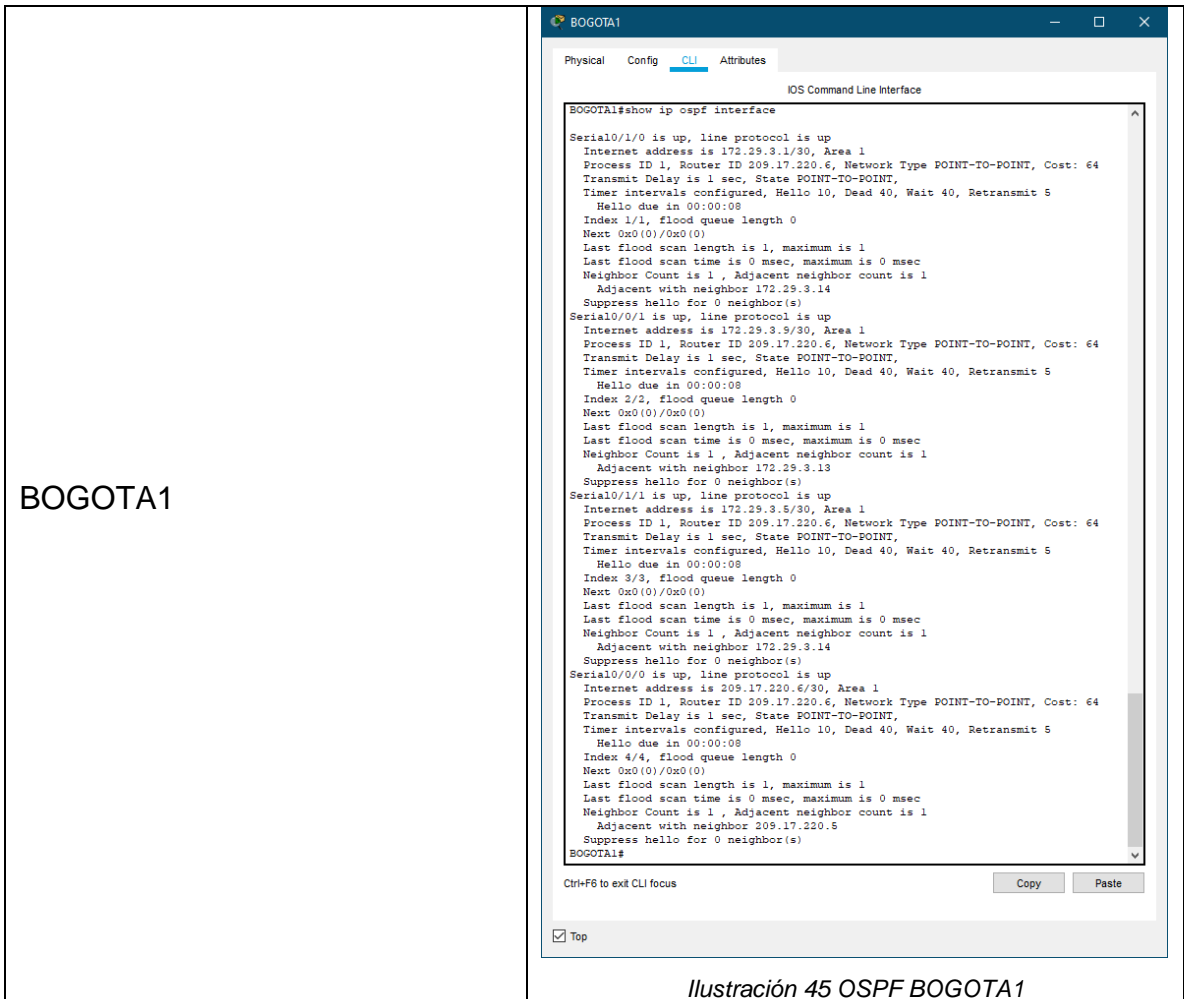 BOGOTA1
BOGOTA1
Physical Config CLI Attributes
IOS Command Line Interface
BOGOTA1#show ip ospf interface
Serial0/1/0 is up, line protocol is up
Internet address is 172.29.3.1/30, Area 1
Process ID 1, Router ID 209.17.220.6, Network Type POINT-TO-POINT, Cost: 64
Transmit Delay is 1 sec, State POINT-TO-POINT,
Timer intervals configured, Hello 10, Dead 40, Wait 40, Retransmit 5
Hello due in 00:00:08
Index 1/1, flood queue length 0
Next 0x0(0)/0x0(0)
Last flood scan length is 1, maximum is 1
Last flood scan time is 0 msec, maximum is 0 msec
Neighbor Count is 1 , Adjacent neighbor count is 1
Adjacent with neighbor 172.29.3.14
Suppress hello for 0 neighbor(s)
Serial0/0/1 is up, line protocol is up
Internet address is 172.29.3.9/30, Area 1
Process ID 1, Router ID 209.17.220.6, Network Type POINT-TO-POINT, Cost: 64
Transmit Delay is 1 sec, State POINT-TO-POINT,
Timer intervals configured, Hello 10, Dead 40, Wait 40, Retransmit 5
Hello due in 00:00:08
Index 2/2, flood queue length 0
Next 0x0(0)/0x0(0)
Last flood scan length is 1, maximum is 1
Last flood scan time is 0 msec, maximum is 0 msec
Neighbor Count is 1 , Adjacent neighbor count is 1
Adjacent with neighbor 172.29.3.13
Suppress hello for 0 neighbor(s)
Serial0/1/1 is up, line protocol is up
Internet address is 172.29.3.5/30, Area 1
Process ID 1, Router ID 209.17.220.6, Network Type POINT-TO-POINT, Cost: 64
Transmit Delay is 1 sec, State POINT-TO-POINT,
Timer intervals configured, Hello 10, Dead 40, Wait 40, Retransmit 5
Hello due in 00:00:08
Index 3/3, flood queue length 0
Next 0x0(0)/0x0(0)
Last flood scan length is 1, maximum is 1
Last flood scan time is 0 msec, maximum is 0 msec
Neighbor Count is 1 , Adjacent neighbor count is 1
Adjacent with neighbor 172.29.3.14
Suppress hello for 0 neighbor(s)
Serial0/0/0 is up, line protocol is up
Internet address is 209.17.220.6/30, Area 1
Process ID 1, Router ID 209.17.220.6, Network Type POINT-TO-POINT, Cost: 64
Transmit Delay is 1 sec, State POINT-TO-POINT,
Timer intervals configured, Hello 10, Dead 40, Wait 40, Retransmit 5
Hello due in 00:00:08
Index 4/4, flood queue length 0
Next 0x0(0)/0x0(0)
Last flood scan length is 1, maximum is 1
Last flood scan time is 0 msec, maximum is 0 msec
Neighbor Count is 1 , Adjacent neighbor count is 1
Adjacent with neighbor 209.17.220.5
Suppress hello for 0 neighbor(s)
BOGOTA1#
Ctrl+F6 to exit CLI focus
Copy Paste
Top
Ilustración 45 OSPF BOGOTA1